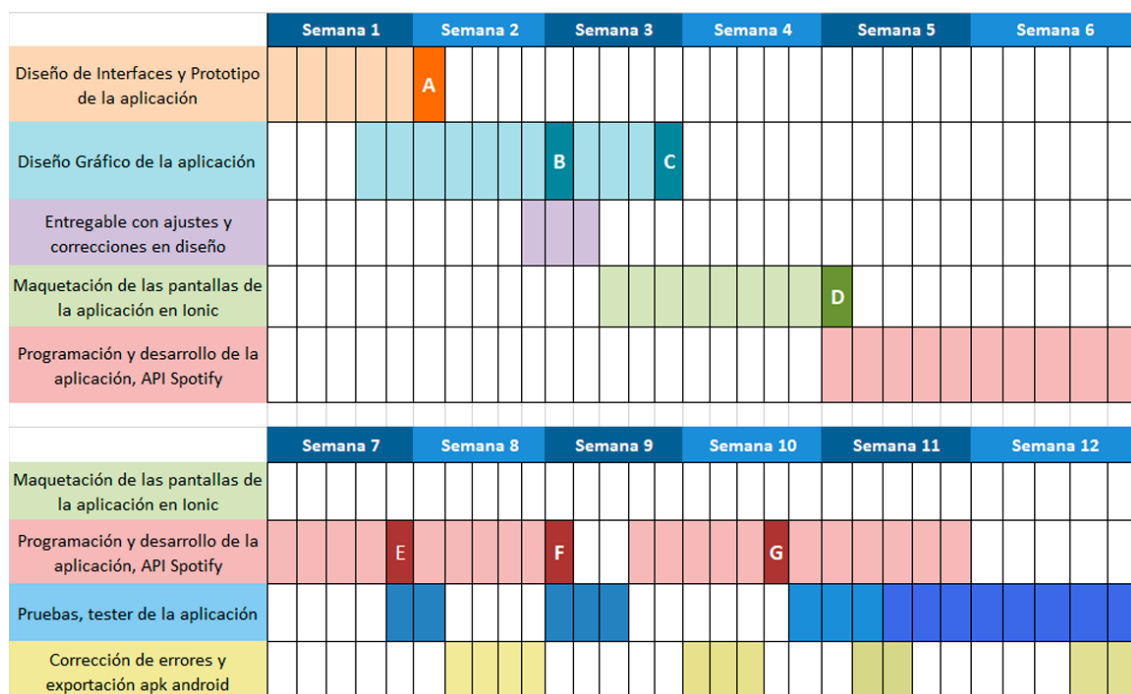 Semana 1 Semana 2 Semana 3 Semana 4 Semana 5 Semana 6
Diseño de Interfaces y Prototipo
de la aplicación
A
Diseño Gráfico de la aplicación
B C
Entregable con ajustes y
correcciones en diseño
Maquetación de las pantallas de
la aplicación en Ionic
D
Programación y desarrollo de la
aplicación, API Spotify
Semana 7 Semana 8 Semana 9 Semana 10 Semana 11 Semana 12
Maquetación de las pantallas de
la aplicación en Ionic
Programación y desarrollo de la
aplicación, API Spotify
E F G
Pruebas, tester de la aplicación
Corrección de errores y
exportación apk android